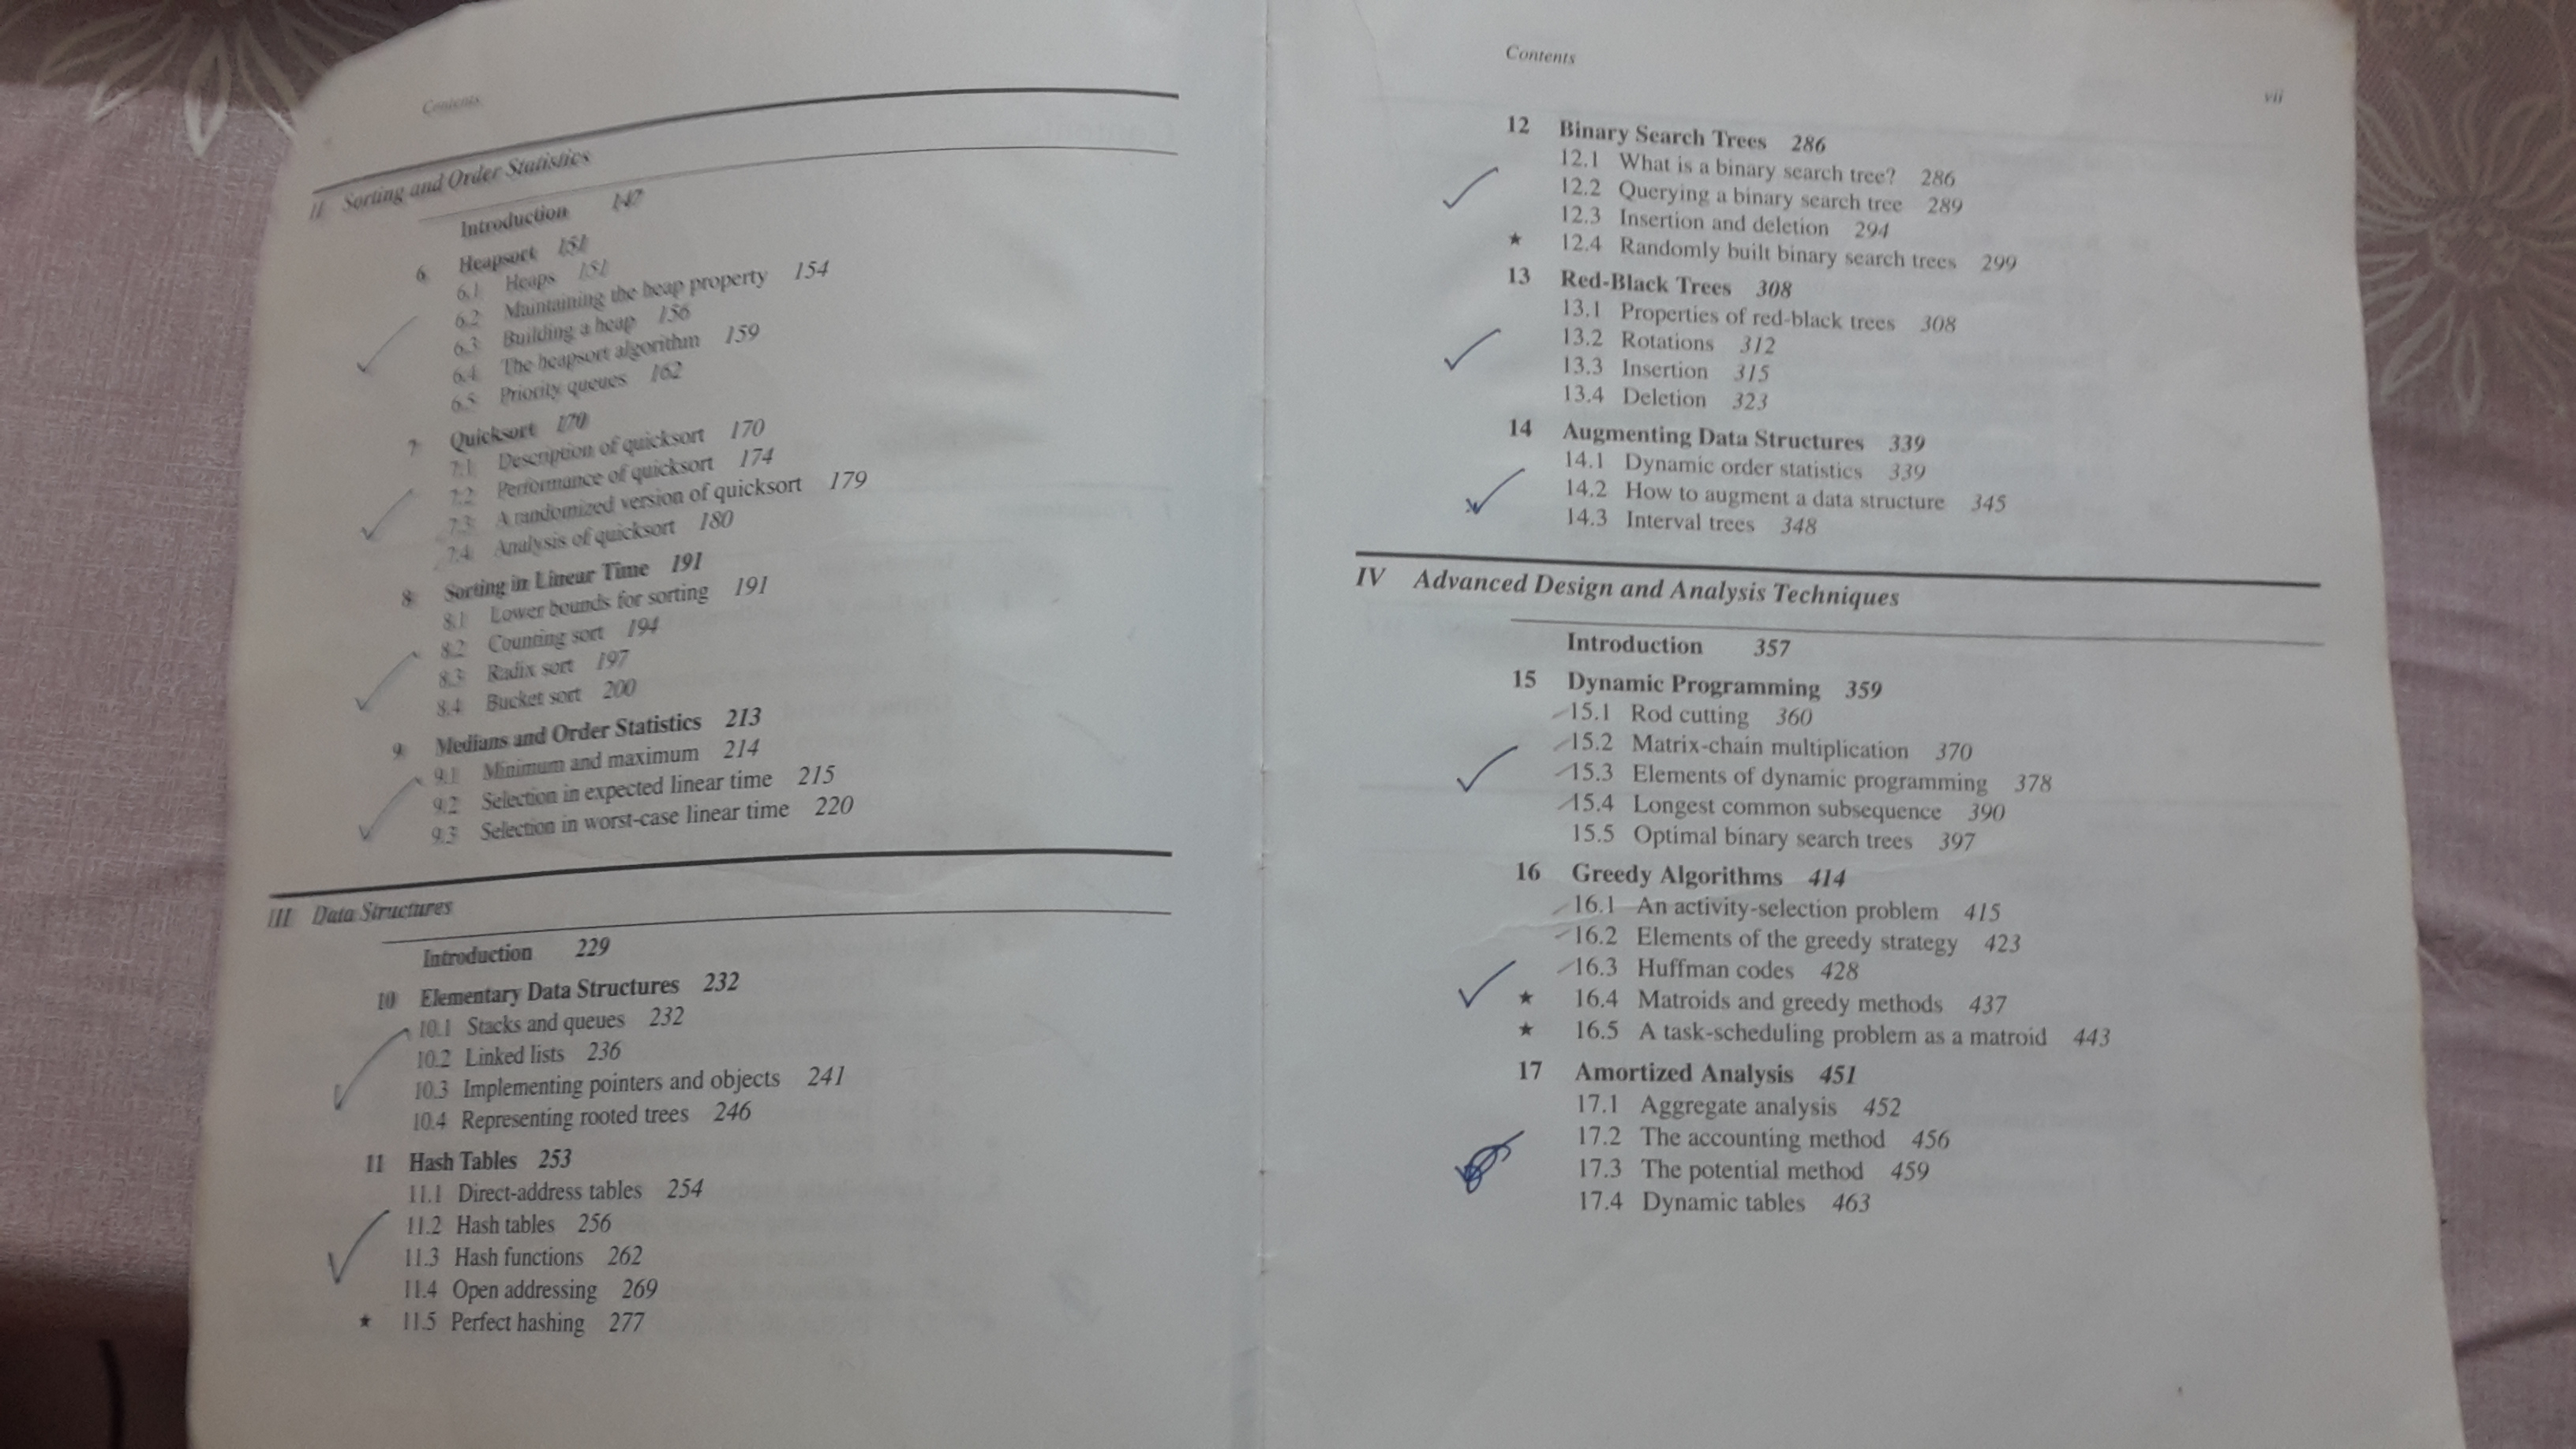 Contents
II Sorting and Order Statistics
Introduction 147
6 Heapsort 151
6.1 Heaps 151
6.2 Maintaining the heap property 154
6.3 Building a heap 156
6.4 The heapsort algorithm 159
6.5 Priority queues 162
7 Quicksort 170
7.1 Description of quicksort 170
7.2 Performance of quicksort 174
7.3 A randomized version of quicksort 179
7.4 Analysis of quicksort 180
8 Sorting in Linear Time 191
8.1 Lower bounds for sorting 191
8.2 Counting sort 194
8.3 Radix sort 197
8.4 Bucket sort 200
9 Medians and Order Statistics 213
9.1 Minimum and maximum 214
9.2 Selection in expected linear time 215
9.3 Selection in worst-case linear time 220
III Data Structures
Introduction 229
10 Elementary Data Structures 232
10.1 Stacks and queues 232
10.2 Linked lists 236
10.3 Implementing pointers and objects 241
10.4 Representing rooted trees 246
11 Hash Tables 253
11.1 Direct-address tables 254
11.2 Hash tables 256
11.3 Hash functions 262
11.4 Open addressing 269
★ 11.5 Perfect hashing 277
Contents vii
12 Binary Search Trees 286
12.1 What is a binary search tree? 286
12.2 Querying a binary search tree 289
12.3 Insertion and deletion 294
★ 12.4 Randomly built binary search trees 299
13 Red-Black Trees 308
13.1 Properties of red-black trees 308
13.2 Rotations 312
13.3 Insertion 315
13.4 Deletion 323
14 Augmenting Data Structures 339
14.1 Dynamic order statistics 339
14.2 How to augment a data structure 345
14.3 Interval trees 348
IV Advanced Design and Analysis Techniques
Introduction 357
15 Dynamic Programming 359
15.1 Rod cutting 360
15.2 Matrix-chain multiplication 370
15.3 Elements of dynamic programming 378
15.4 Longest common subsequence 390
15.5 Optimal binary search trees 397
16 Greedy Algorithms 414
16.1 An activity-selection problem 415
16.2 Elements of the greedy strategy 423
16.3 Huffman codes 428
★ 16.4 Matroids and greedy methods 437
★ 16.5 A task-scheduling problem as a matroid 443
17 Amortized Analysis 451
17.1 Aggregate analysis 452
17.2 The accounting method 456
17.3 The potential method 459
17.4 Dynamic tables 463